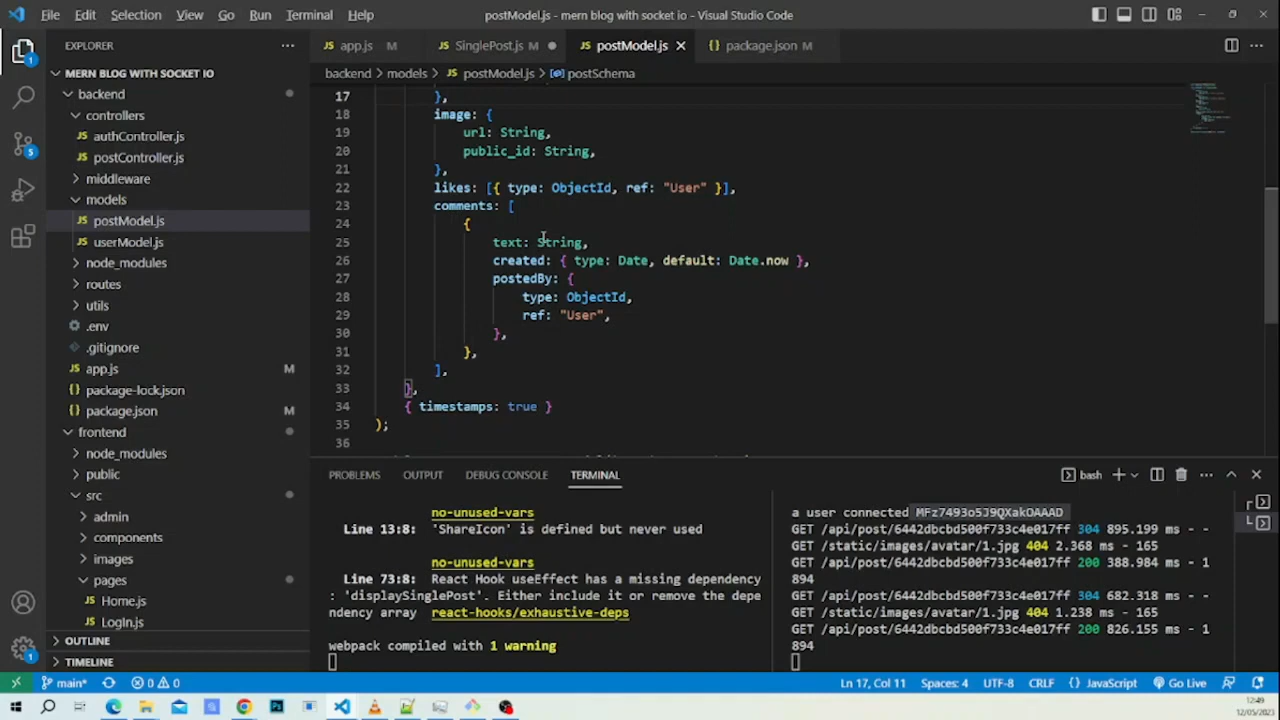 File Edit Selection View Go Run Terminal Help
postModel.js - mern blog with socket io - Visual Studio Code
EXPLORER
MERN BLOG WITH SOCKET IO
backend
controllers
JS authController.js
JS postController.js
middleware
models
JS postModel.js
JS userModel.js
node_modules
routes
utils
.env
.gitignore
JS app.js M
{} package-lock.json
{} package.json M
frontend
node_modules
public
src
admin
components
images
pages
JS Home.js
JS LogIn.js
OUTLINE
TIMELINE
JS app.js M
JS SinglePost.js M
JS postModel.js
{} package.json M
backend > models > JS postModel.js > postSchema
17 },
18 image: {
19 url: String,
20 public_id: String,
21 },
22 likes: [{ type: ObjectId, ref: "User" }],
23 comments: [
24 {
25 text: String,
26 created: { type: Date, default: Date.now },
27 postedBy: {
28 type: ObjectId,
29 ref: "User",
30 },
31 },
32 ],
33 },
34 { timestamps: true }
35 );
36
PROBLEMS OUTPUT DEBUG CONSOLE TERMINAL
bash
no-unused-vars
Line 13:8: 'ShareIcon' is defined but never used
no-unused-vars
Line 73:8: React Hook useEffect has a missing dependency
: 'displaySinglePost'. Either include it or remove the depe
ndency array react-hooks/exhaustive-deps
webpack compiled with 1 warning
a user connected MFz7493o5J9QXakOAAAD
GET /api/post/6442dbcbd500f733c4e017ff 304 895.199 ms - -
GET /static/images/avatar/1.jpg 404 2.368 ms - 165
GET /api/post/6442dbcbd500f733c4e017ff 200 388.984 ms - 1
894
GET /api/post/6442dbcbd500f733c4e017ff 304 682.318 ms - -
GET /static/images/avatar/1.jpg 404 1.238 ms - 165
GET /api/post/6442dbcbd500f733c4e017ff 200 826.155 ms - 1
894
main* 0 0
Ln 17, Col 11 Spaces: 4 UTF-8 CRLF {} JavaScript Go Live
12:49
12/05/2023